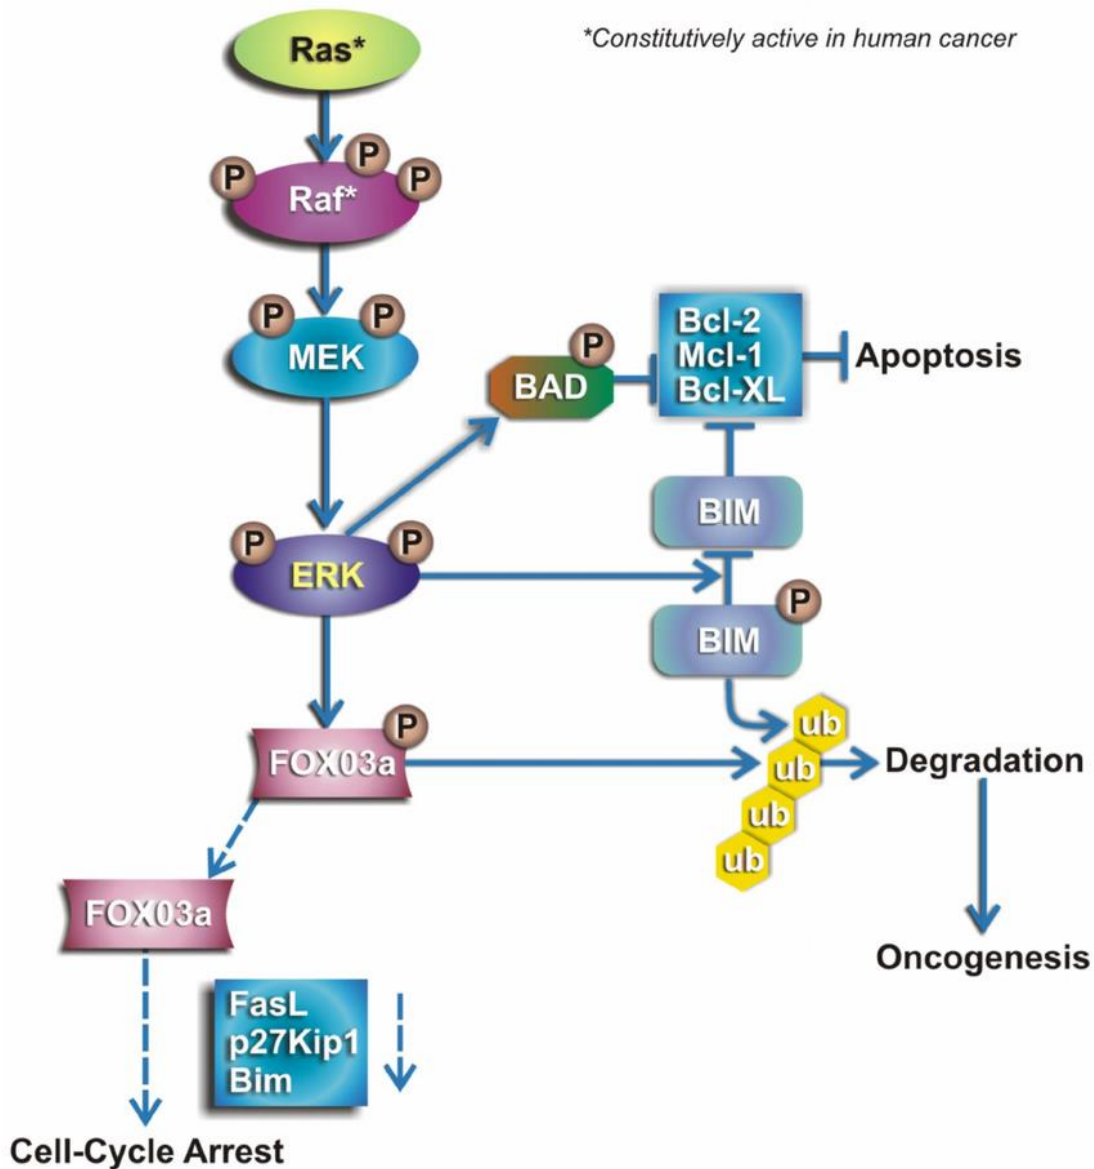 Ras*
*Constitutively active in human cancer
P
P
P
Raf*
P
P
MEK
P
BAD
Bcl-2
Mcl-1
Bcl-XL
Apoptosis
BIM
P
P
ERK
P
BIM
P
FOX03a
ub
ub
ub
ub
Degradation
FOX03a
Oncogenesis
FasL
p27Kip1
Bim
Cell-Cycle Arrest